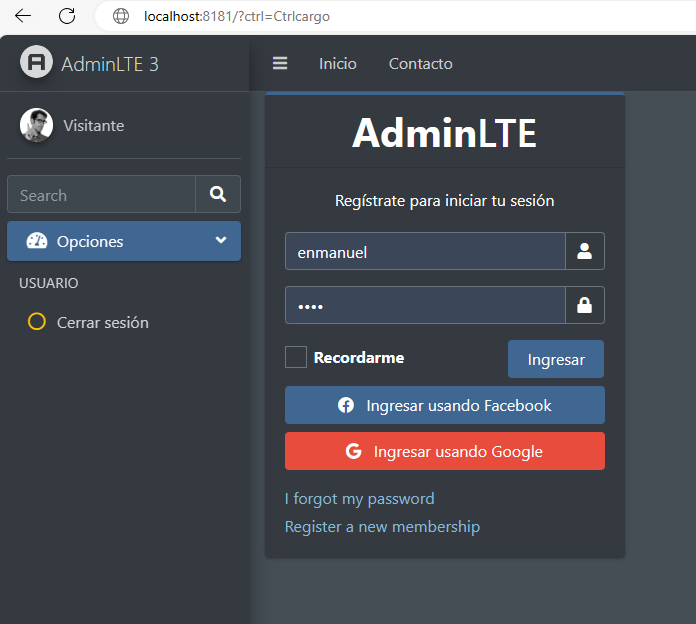 localhost:8181/?ctrl=Ctrlcargo
AdminLTE 3
Inicio
Contacto
Visitante
Search
Opciones
USUARIO
Cerrar sesión
AdminLTE
Regístrate para iniciar tu sesión
enmanuel
••••
Recordarme
Ingresar
Ingresar usando Facebook
Ingresar usando Google
I forgot my password
Register a new membership